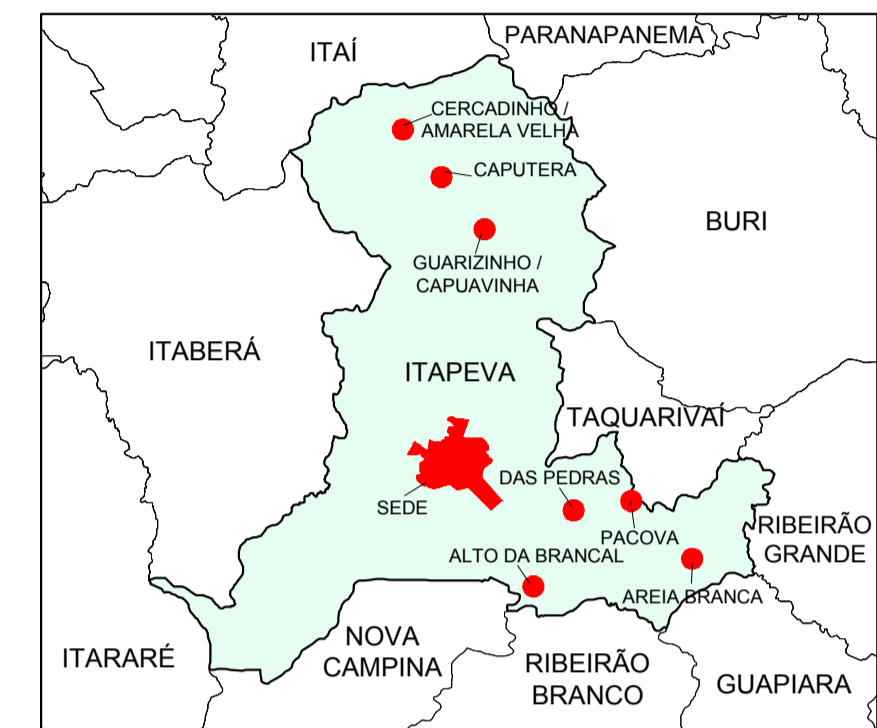 PARANAPANEMA
ITAÍ
CERCADINHO /
AMARELA VELHA
CAPUTERA
BURI
GUARIZINHO /
CAPUAVINHA
ITABERÁ
ITAPEVA
TAQUARIVAÍ
DAS PEDRAS
SEDE
PACOVA
RIBEIRÃO
GRANDE
ALTO DA BRANCAL
AREIA BRANCA
NOVA
CAMPINA
ITARARÉ
RIBEIRÃO
BRANCO
GUAPIARA